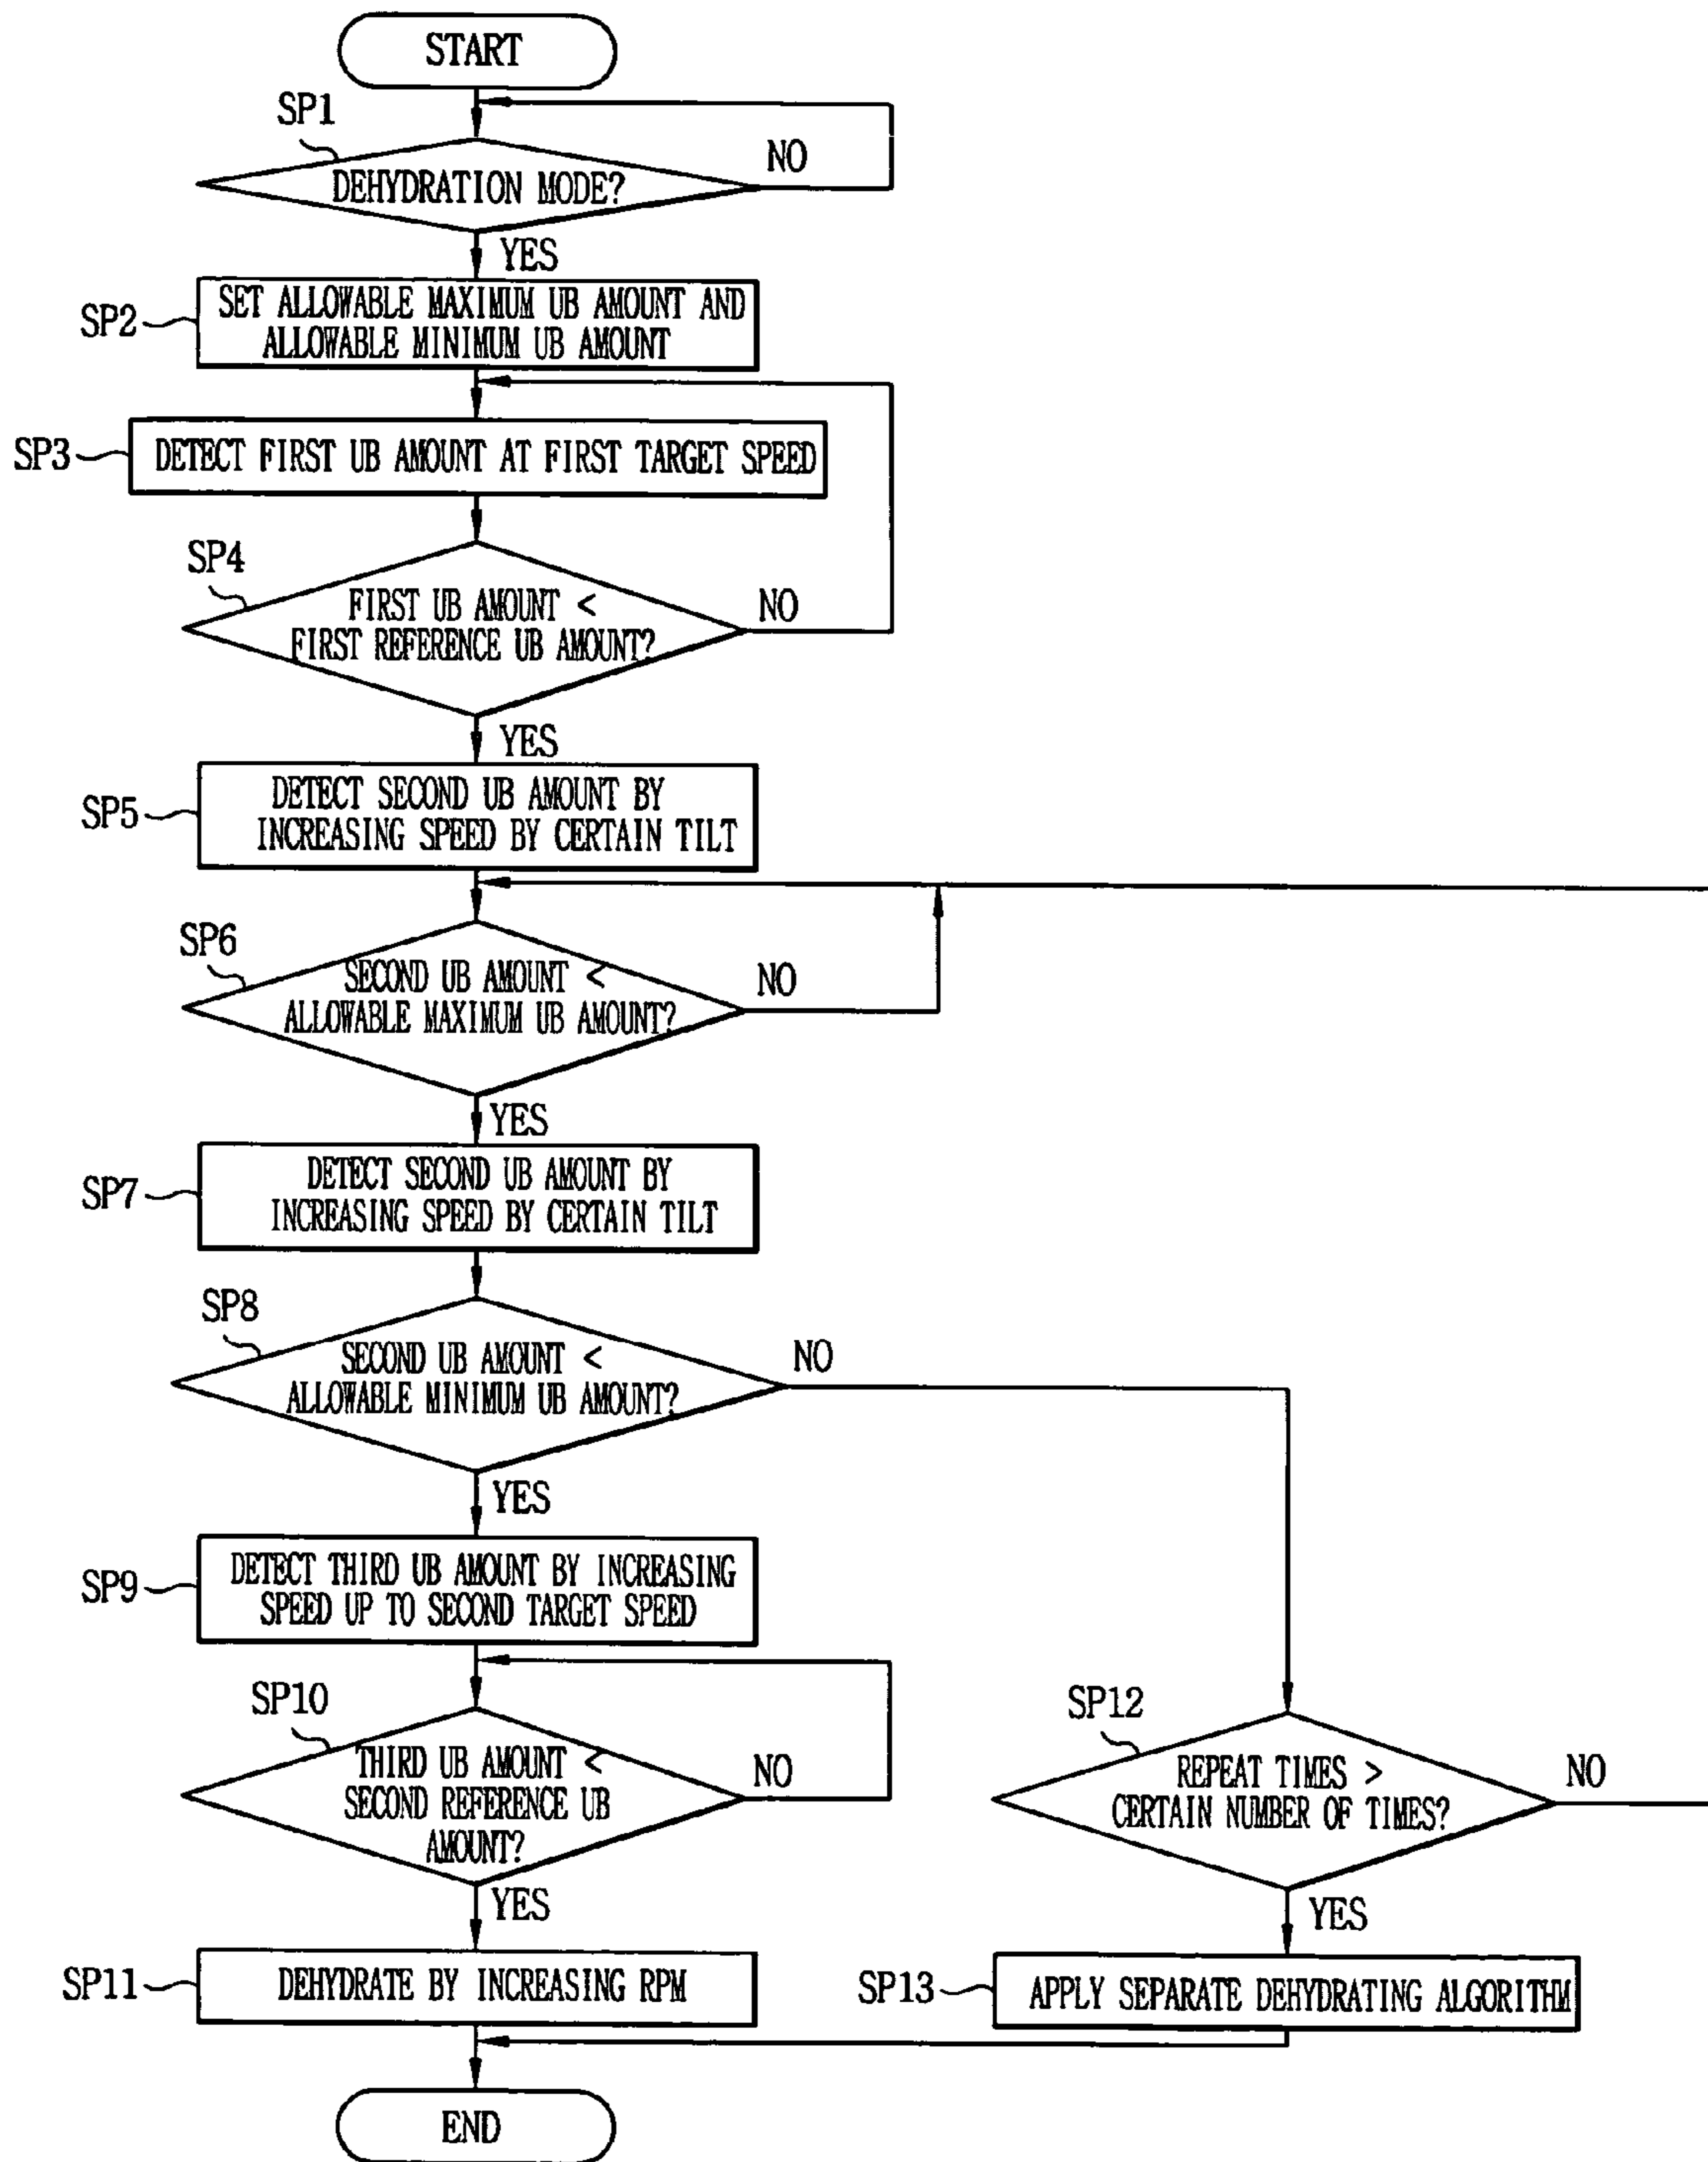 START
SP1
DEHYDRATION MODE?
NO
YES
SP2
SET ALLOWABLE MAXIMUM UB AMOUNT AND
ALLOWABLE MINIMUM UB AMOUNT
SP3
DETECT FIRST UB AMOUNT AT FIRST TARGET SPEED
SP4
FIRST UB AMOUNT <
FIRST REFERENCE UB AMOUNT?
NO
YES
SP5
DETECT SECOND UB AMOUNT BY
INCREASING SPEED BY CERTAIN TILT
SP6
SECOND UB AMOUNT <
ALLOWABLE MAXIMUM UB AMOUNT?
NO
YES
SP7
DETECT SECOND UB AMOUNT BY
INCREASING SPEED BY CERTAIN TILT
SP8
SECOND UB AMOUNT <
ALLOWABLE MINIMUM UB AMOUNT?
NO
YES
SP9
DETECT THIRD UB AMOUNT BY INCREASING
SPEED UP TO SECOND TARGET SPEED
SP10
THIRD UB AMOUNT <
SECOND REFERENCE UB
AMOUNT?
NO
YES
SP12
REPEAT TIMES >
CERTAIN NUMBER OF TIMES?
NO
YES
SP11
DEHYDRATE BY INCREASING RPM
SP13
APPLY SEPARATE DEHYDRATING ALGORITHM
END